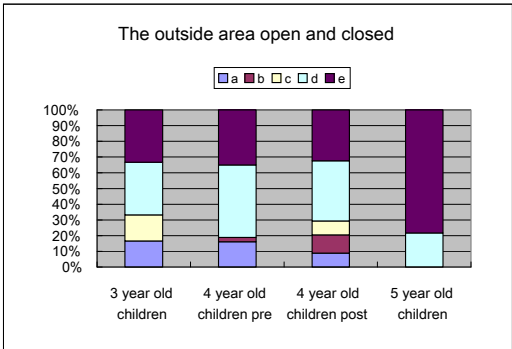 The outside area open and closed
a b c d e
100%
90%
80%
70%
60%
50%
40%
30%
20%
10%
0%
3 year old children
4 year old children pre
4 year old children post
5 year old children